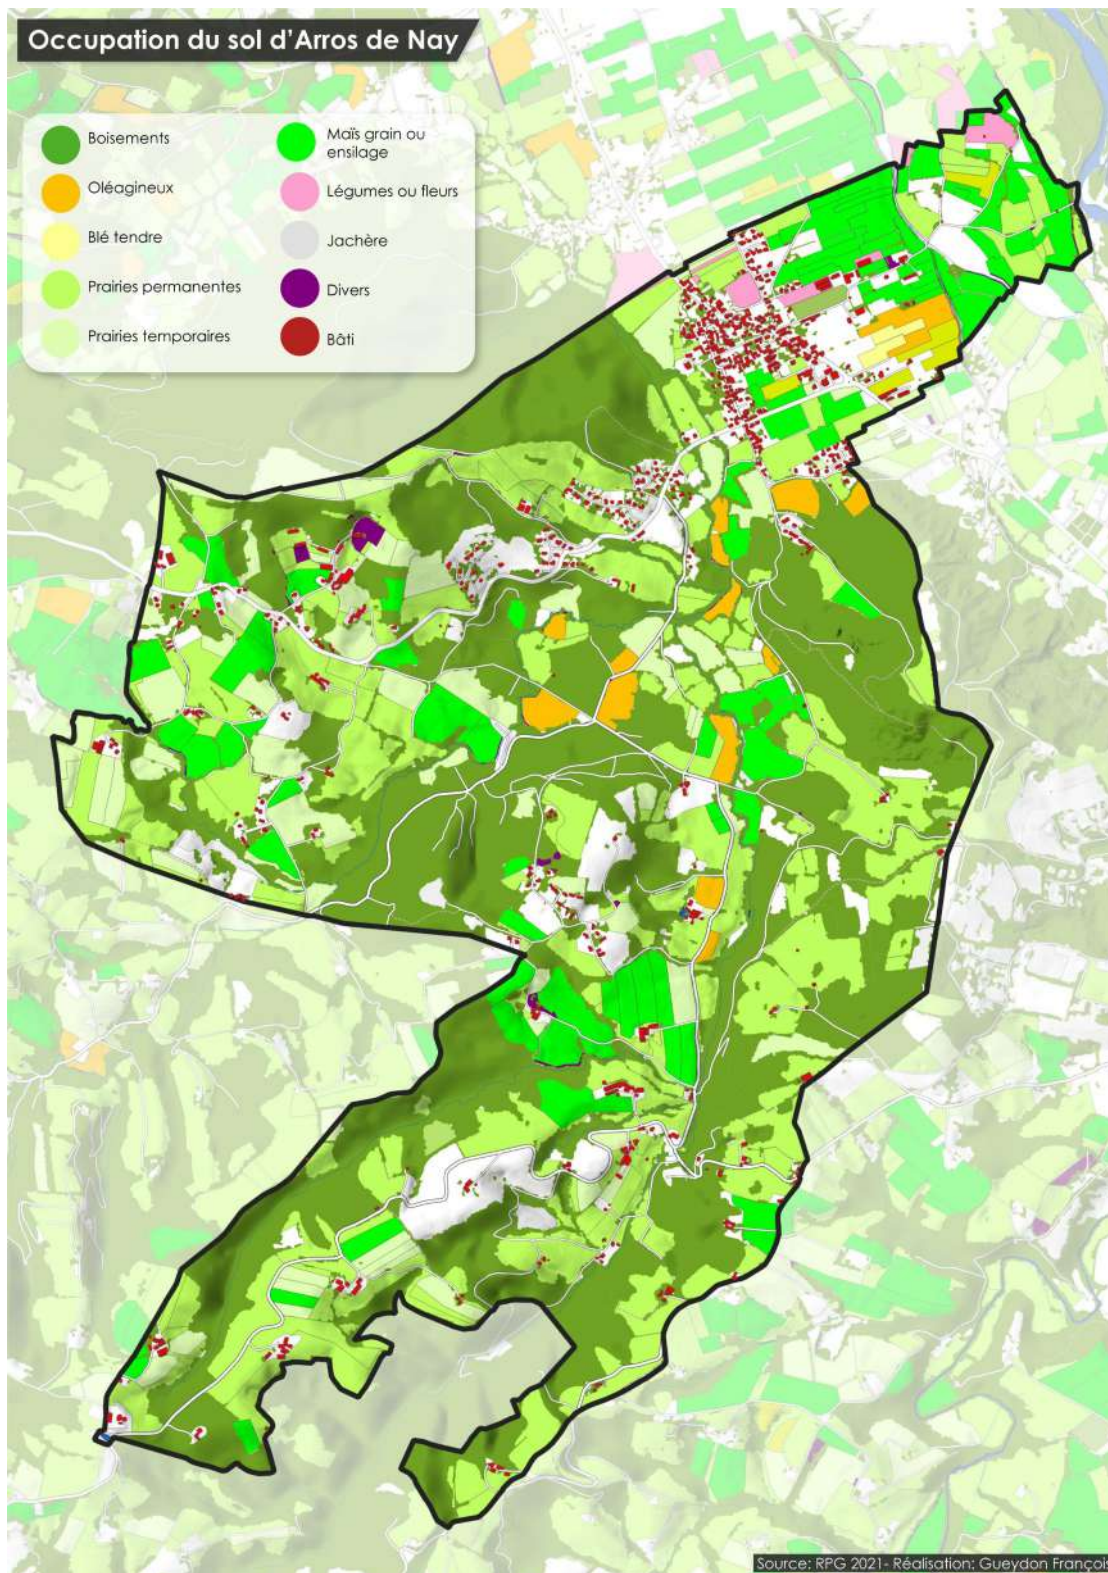 Occupation du sol d'Arros de Nay
Boisements
Oléagineux
Blé tendre
Prairies permanentes
Prairies temporaires
Maïs grain ou
ensilage
Légumes ou fleurs
Jachère
Divers
Bâti
Source: RPG 2021- Réalisation: Gueydon François